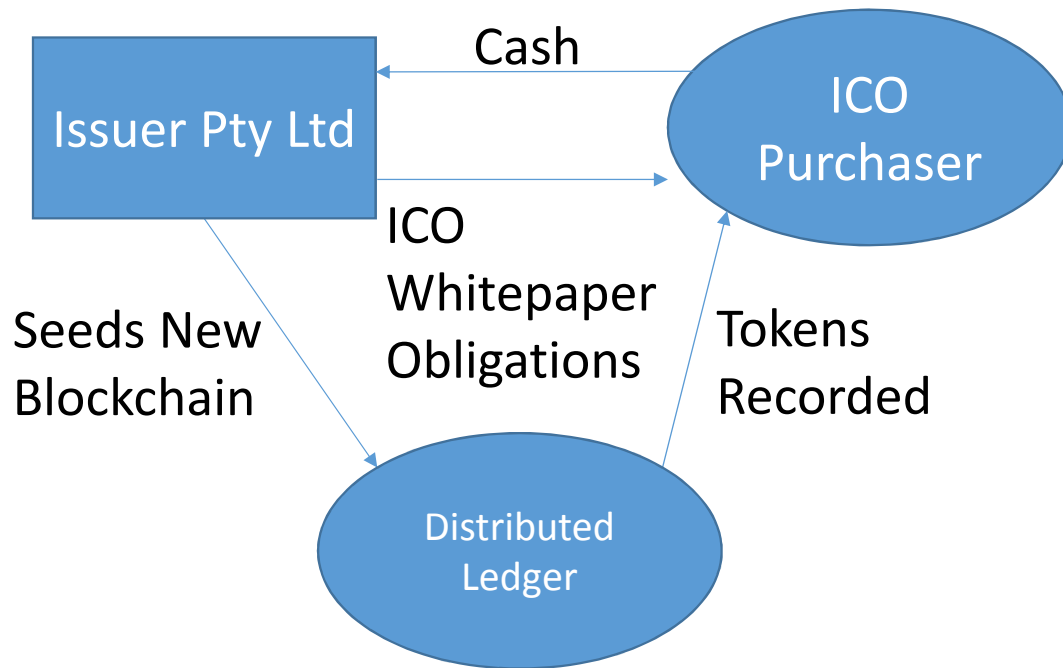 Cash
Issuer Pty Ltd
ICO
Purchaser
ICO
Whitepaper
Obligations
Seeds New
Blockchain
Tokens
Recorded
Distributed
Ledger